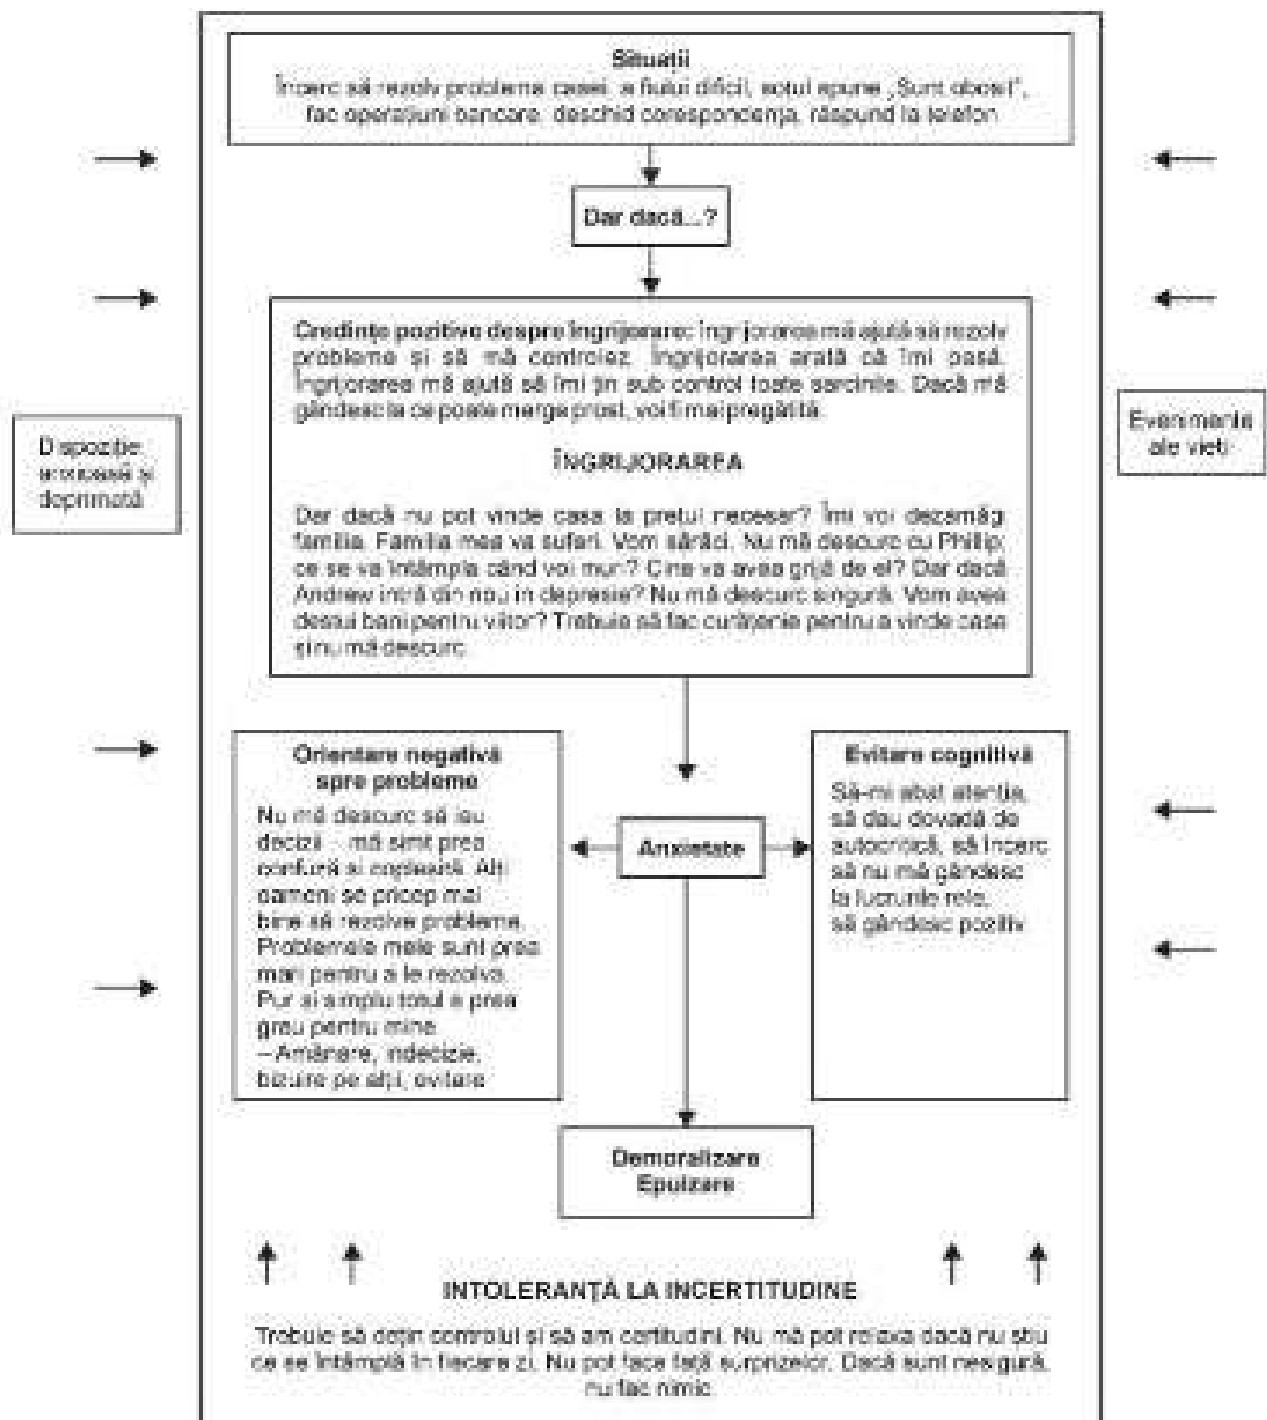 Situații
Încerc să rezolv problema casei, a fiului dificil, soțul spune „Sunt obosit”,
fac operațiuni bancare, deschid corespondența, răspund la telefon
Dar dacă...?
Credințe pozitive despre îngrijorare: Îngrijorarea mă ajută să rezolv
probleme și să mă controlez. Îngrijorarea arată că îmi pasă.
Îngrijorarea mă ajută să îmi țin sub control toate sarcinile. Dacă mă
gândesc la ce poate merge prost, voi fi mai pregătită.
ÎNGRIJORAREA
Dar dacă nu pot vinde casa la prețul necesar? Îmi voi dezamăgi
familia. Familia mea va suferi. Vom sărăci. Nu mă descurc cu Phillip,
ce se va întâmpla când voi muri? Cine va avea grijă de el? Dar dacă
Andrew intră din nou în depresie? Nu mă descurc singură. Vom avea
destui bani pentru viitor? Trebuie să fac curățenie pentru a vinde casa
și nu mă descurc.
Dispoziție
anxioasă și
deprimată
Evenimente
ale vieții
Orientare negativă
spre probleme
Nu mă descurc să iau
decizii – mă simt prea
confuză și copleșită. Alți
oameni se pricep mai
bine să rezolve probleme.
Problemele mele sunt prea
mari pentru a le rezolva.
Pur și simplu totul e prea
greu pentru mine
– Amânare, indecizie,
bizuire pe alții, evitare
Anxietate
Evitare cognitivă
Să-mi abat atenția,
să dau dovadă de
autocritică, să încerc
să nu mă gândesc
la lucrurile rele,
să gândesc pozitiv
Demoralizare
Epuizare
INTOLERANȚĂ LA INCERTITUDINE
Trebuie să dețin controlul și să am certitudini. Nu mă pot relaxa dacă nu știu
ce se întâmplă în fiecare zi. Nu pot face față surprizelor. Dacă sunt nesigură,
nu fac nimic.